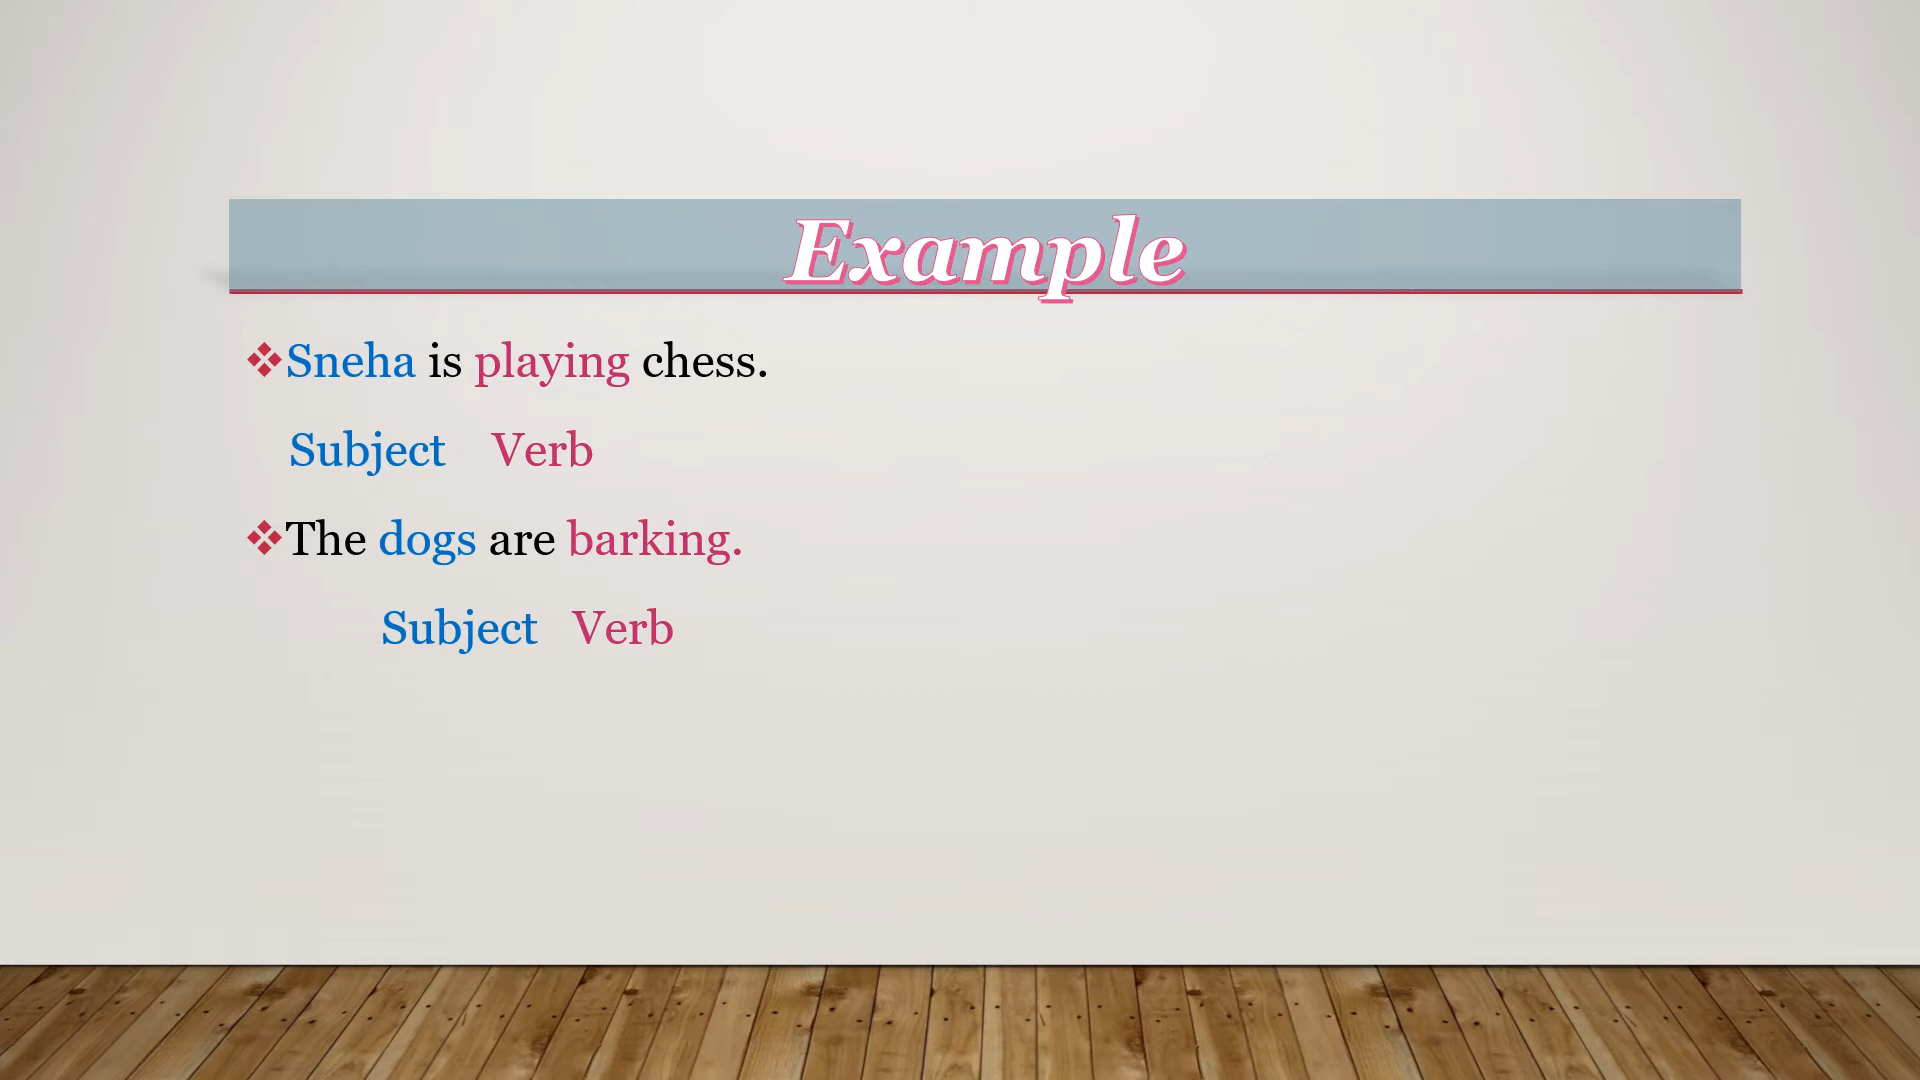 Example
❖Sneha is playing chess.
Subject Verb
❖The dogs are barking.
Subject Verb